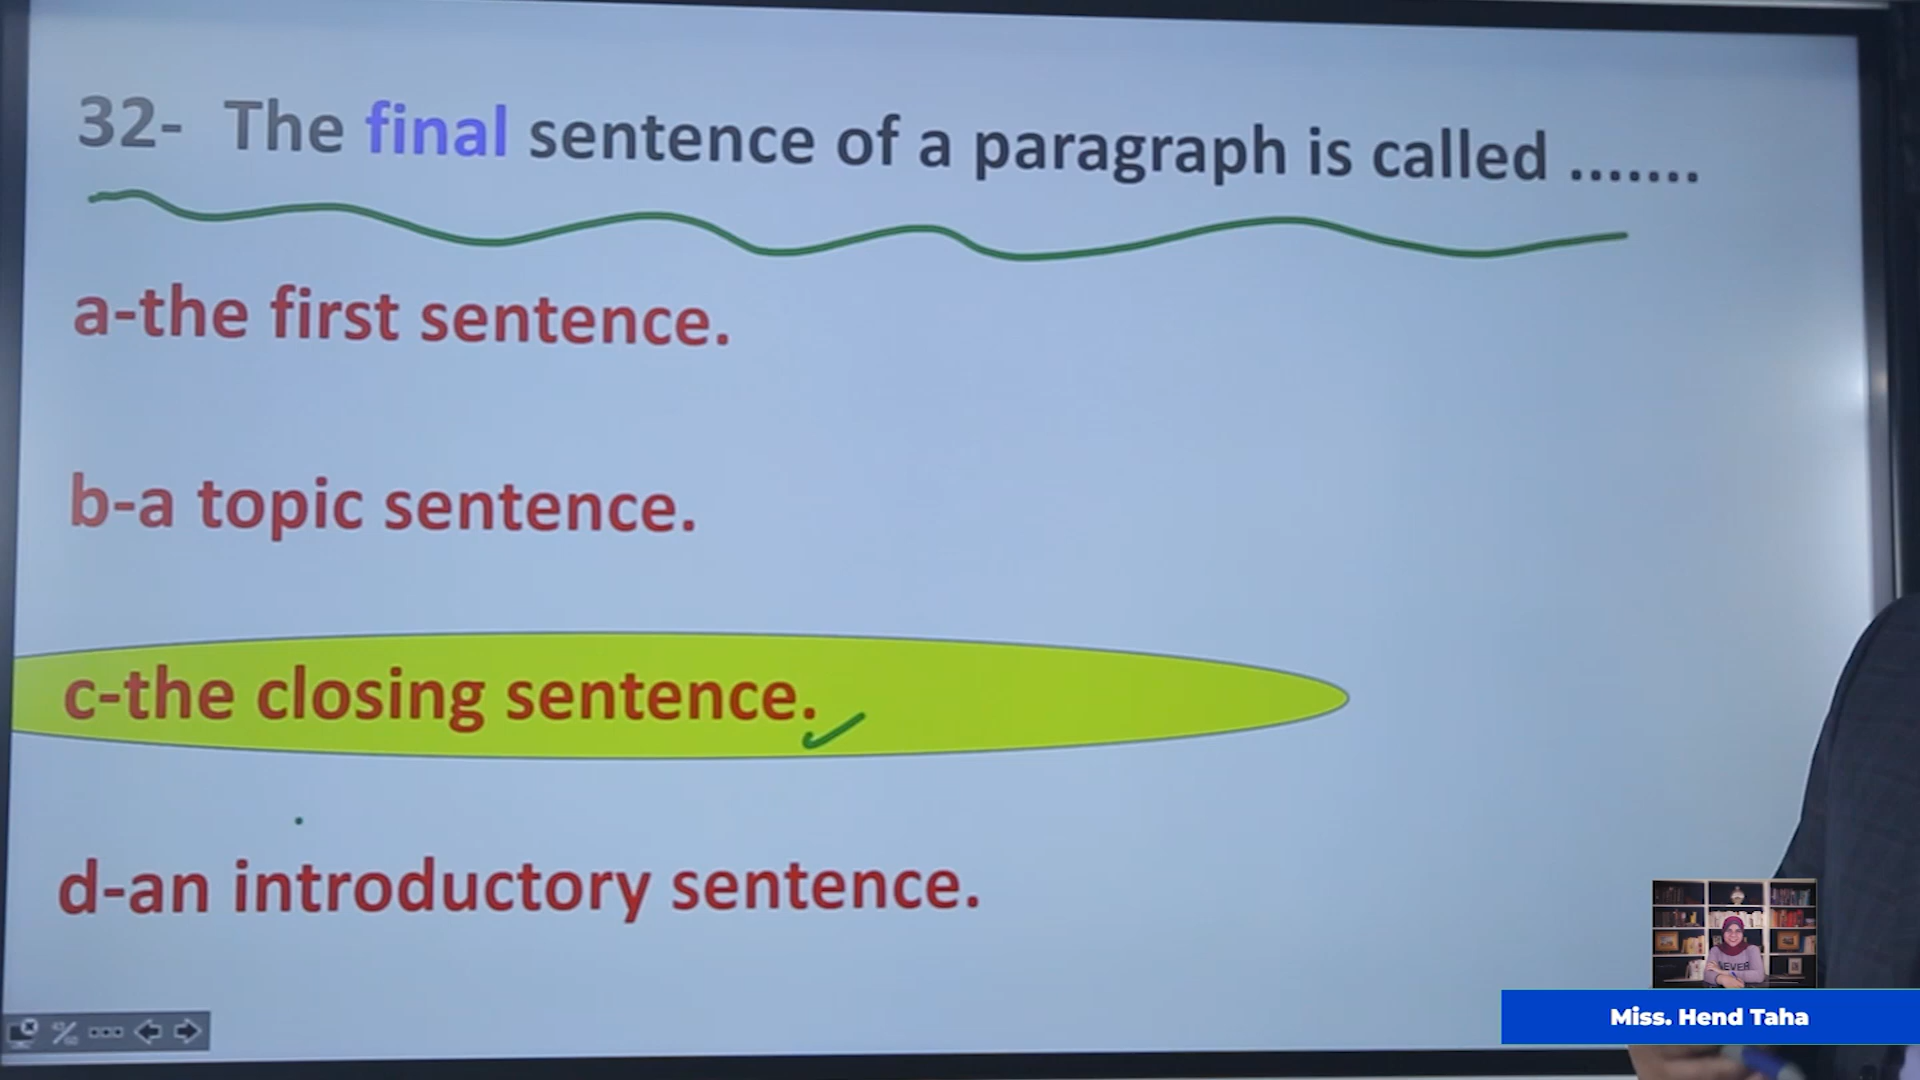 32- The final sentence of a paragraph is called .......
a-the first sentence.
b-a topic sentence.
c-the closing sentence.
d-an introductory sentence.
Miss. Hend Taha